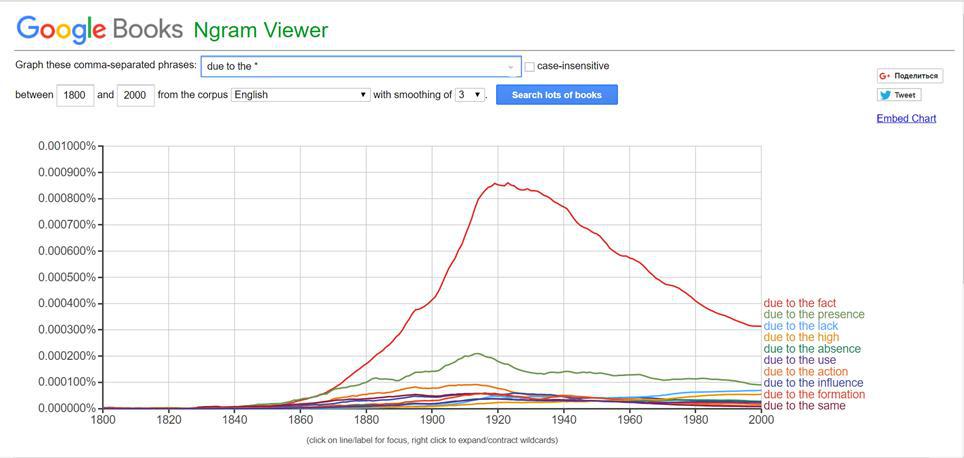 Google Books Ngram Viewer
Graph these comma-separated phrases: due to the * case-insensitive
between 1800 and 2000 from the corpus English with smoothing of 3 . Search lots of books
G+ Поделиться
Tweet
Embed Chart
0.001000%
0.000900%
0.000800%
0.000700%
0.000600%
0.000500%
0.000400%
0.000300%
0.000200%
0.000100%
0.000000%
1800 1820 1840 1860 1880 1900 1920 1940 1960 1980 2000
due to the fact
due to the presence
due to the lack
due to the high
due to the absence
due to the use
due to the action
due to the influence
due to the formation
due to the same
(click on line/label for focus, right click to expand/contract wildcards)